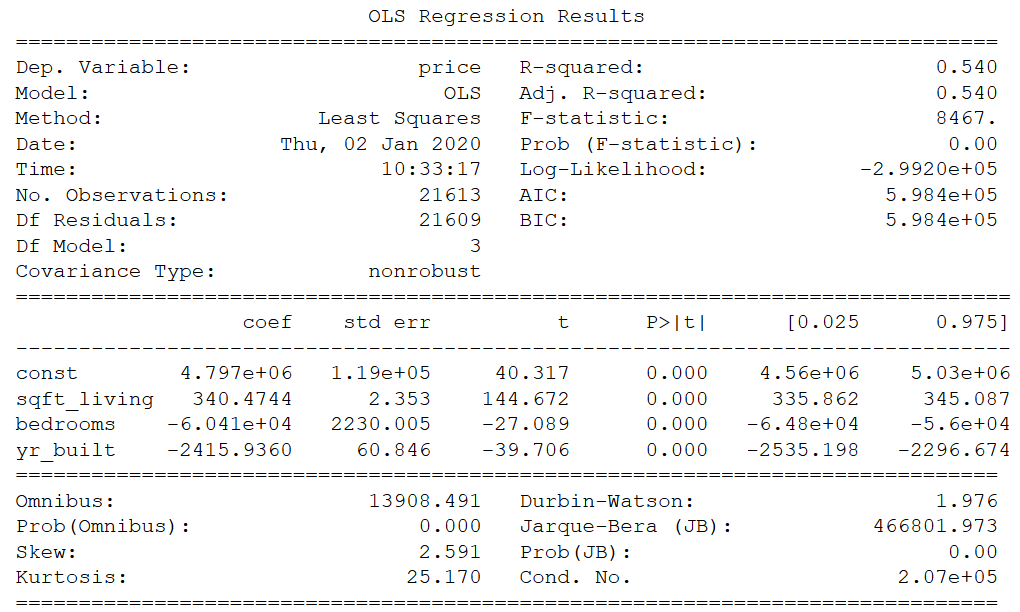 OLS Regression Results
==============================================================================
Dep. Variable: price R-squared: 0.540
Model: OLS Adj. R-squared: 0.540
Method: Least Squares F-statistic: 8467.
Date: Thu, 02 Jan 2020 Prob (F-statistic): 0.00
Time: 10:33:17 Log-Likelihood: -2.9920e+05
No. Observations: 21613 AIC: 5.984e+05
Df Residuals: 21609 BIC: 5.984e+05
Df Model: 3
Covariance Type: nonrobust
===============================================================================
coef std err t P>|t| [0.025 0.975]
-------------------------------------------------------------------------------
const 4.797e+06 1.19e+05 40.317 0.000 4.56e+06 5.03e+06
sqft_living 340.4744 2.353 144.672 0.000 335.862 345.087
bedrooms -6.041e+04 2230.005 -27.089 0.000 -6.48e+04 -5.6e+04
yr_built -2415.9360 60.846 -39.706 0.000 -2535.198 -2296.674
==============================================================================
Omnibus: 13908.491 Durbin-Watson: 1.976
Prob(Omnibus): 0.000 Jarque-Bera (JB): 466801.973
Skew: 2.591 Prob(JB): 0.00
Kurtosis: 25.170 Cond. No. 2.07e+05
==============================================================================